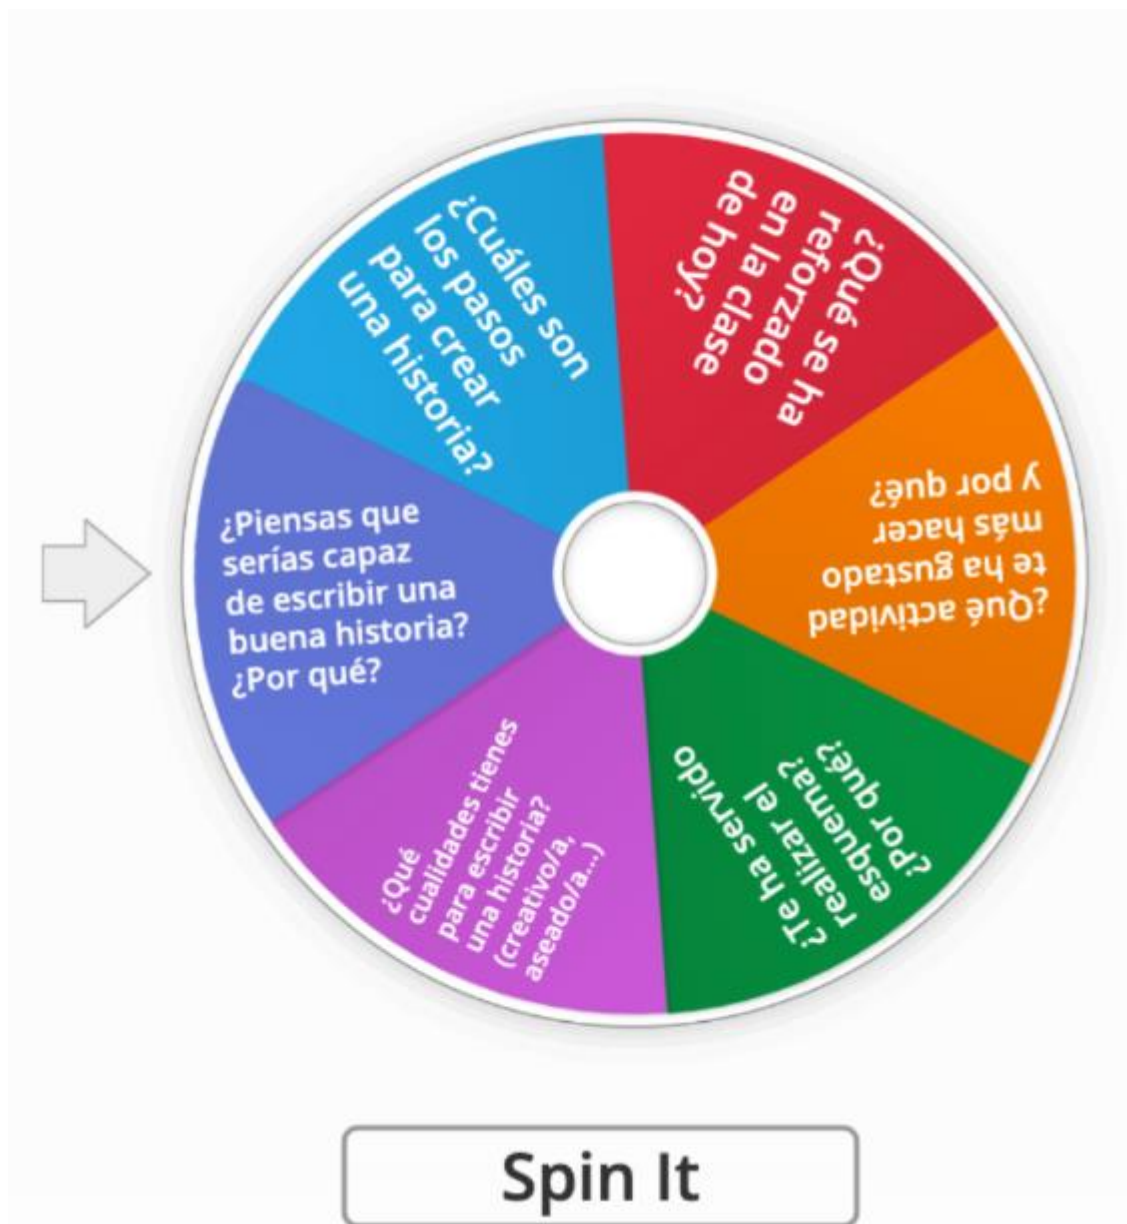 ¿Cuáles son
los pasos
para crear
una historia?
¿Qué se ha
reforzado
en la clase
de hoy?
¿Qué actividad
te ha gustado
más hacer
y por qué?
¿Te ha servido
realizar el
esquema?
¿Por qué?
¿Qué
cualidades tienes
para escribir
una historia?
(creativo/a,
aseado/a...)
¿Piensas que
serías capaz
de escribir una
buena historia?
¿Por qué?
Spin It